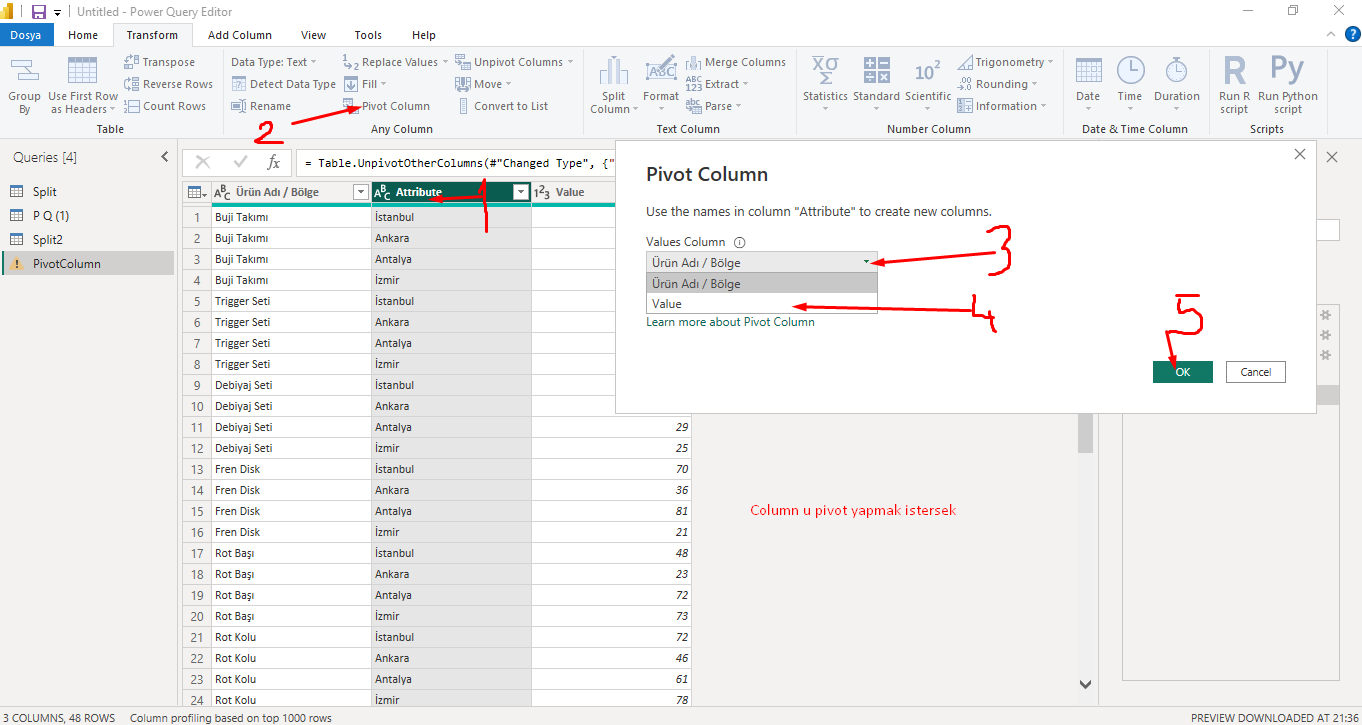 Untitled - Power Query Editor
Dosya Home Transform Add Column View Tools Help
Group By
Use First Row as Headers
Transpose
Reverse Rows
Count Rows
Table
Data Type: Text
Detect Data Type
Rename
Replace Values
Fill
Pivot Column
Unpivot Columns
Move
Convert to List
Any Column
Split Column
Format
ABC
Merge Columns
ABC 123 Extract
abc Parse
Text Column
XΟ Σ
Statistics
Standard
10² Scientific
Trigonometry
.00 Rounding
Information
Number Column
Date
Time
Duration
Date & Time Column
R
Run R script
Py
Run Python script
Scripts
2
Queries [4]
Split
P Q (1)
Split2
PivotColumn
fx = Table.UnpivotOtherColumns(#"Changed Type", {"
ABC Ürün Adı / Bölge ABC Attribute 123 Value
1
1 Buji Takımı İstanbul
2 Buji Takımı Ankara
3 Buji Takımı Antalya
4 Buji Takımı İzmir
5 Trigger Seti İstanbul
6 Trigger Seti Ankara
7 Trigger Seti Antalya
8 Trigger Seti İzmir
9 Debiyaj Seti İstanbul
10 Debiyaj Seti Ankara
11 Debiyaj Seti Antalya 29
12 Debiyaj Seti İzmir 25
13 Fren Disk İstanbul 70
14 Fren Disk Ankara 36
15 Fren Disk Antalya 81
16 Fren Disk İzmir 21
17 Rot Başı İstanbul 48
18 Rot Başı Ankara 23
19 Rot Başı Antalya 72
20 Rot Başı İzmir 73
21 Rot Kolu İstanbul 72
22 Rot Kolu Ankara 46
23 Rot Kolu Antalya 61
24 Rot Kolu İzmir 78
Pivot Column
Use the names in column "Attribute" to create new columns.
Values Column
Ürün Adı / Bölge
3
Ürün Adı / Bölge
Value
4
Learn more about Pivot Column
5
OK Cancel
Column u pivot yapmak istersek
3 COLUMNS, 48 ROWS Column profiling based on top 1000 rows
PREVIEW DOWNLOADED AT 21:36